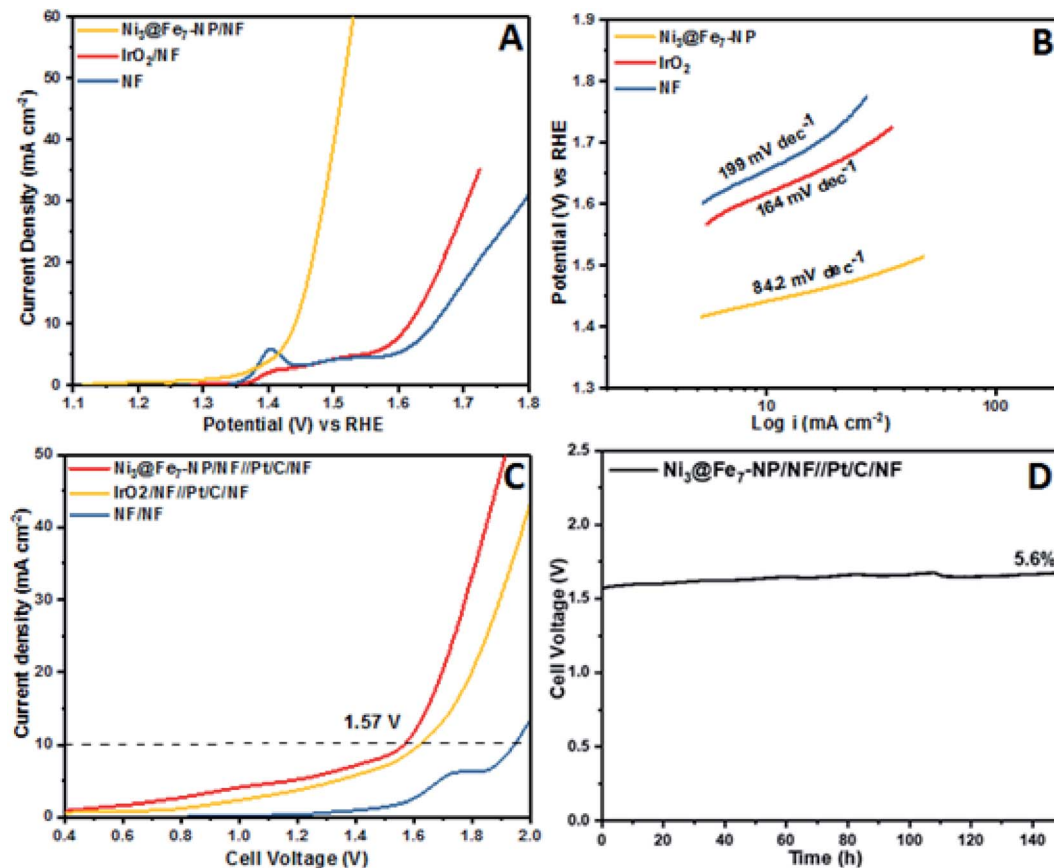 A
Ni₃@Fe₇-NP/NF
IrO₂/NF
NF
Current Density (mA cm⁻²)
60
50
40
30
20
10
0
1.1 1.2 1.3 1.4 1.5 1.6 1.7 1.8
Potential (V) vs RHE
B
Ni₃@Fe₇-NP
IrO₂
NF
Potential (V) vs RHE
1.9
1.8
1.7
1.6
1.5
1.4
1.3
199 mV dec⁻¹
164 mV dec⁻¹
84.2 mV dec⁻¹
10 100
Log i (mA cm⁻²)
C
Ni₃@Fe₇-NP/NF//Pt/C/NF
IrO2/NF//Pt/C/NF
NF/NF
Current density (mA cm⁻²)
50
40
30
20
10
0
1.57 V
0.4 0.6 0.8 1.0 1.2 1.4 1.6 1.8 2.0
Cell Voltage (V)
D
Ni₃@Fe₇-NP/NF//Pt/C/NF
Cell Voltage (V)
2.5
2.0
1.5
1.0
0.5
0.0
5.6%
0 20 40 60 80 100 120 140
Time (h)